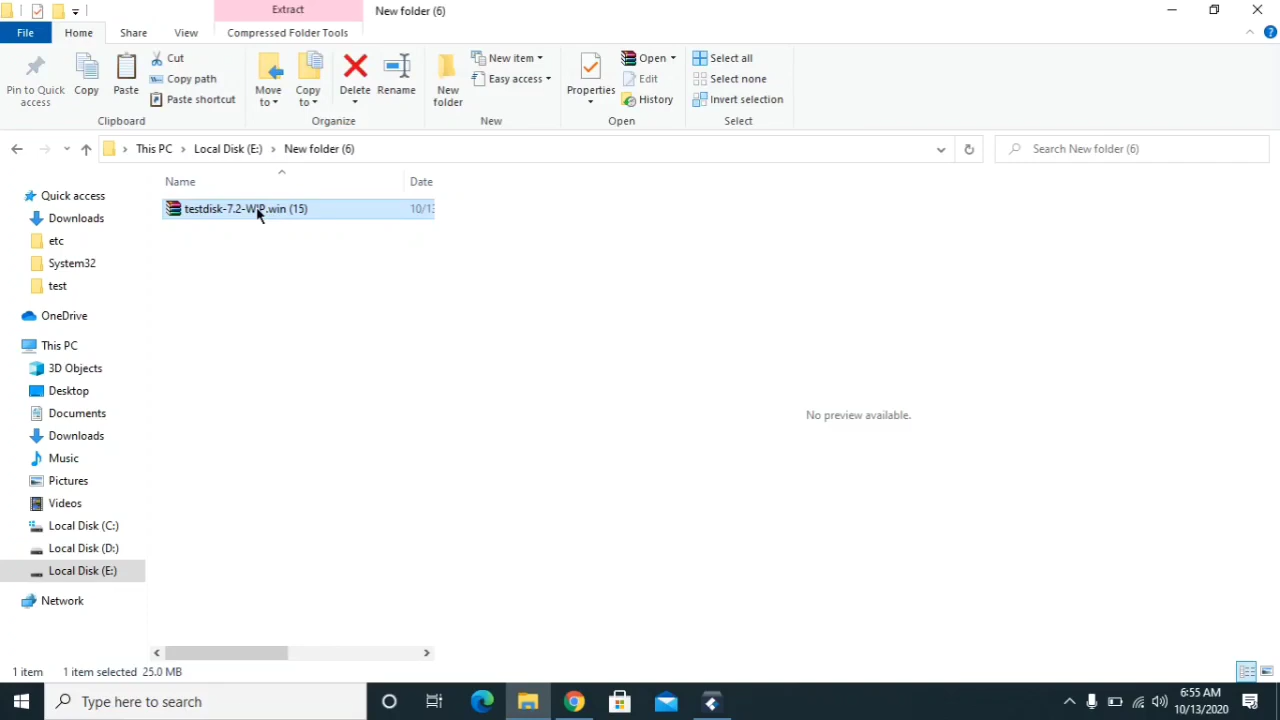 Extract
New folder (6)
File
Home
Share
View
Compressed Folder Tools
Pin to Quick access
Copy
Paste
Cut
Copy path
Paste shortcut
Clipboard
Move to
Copy to
Delete
Rename
Organize
New folder
New item
Easy access
New
Properties
Open
Edit
History
Open
Select all
Select none
Invert selection
Select
This PC > Local Disk (E:) > New folder (6)
Search New folder (6)
Name
Date
testdisk-7.2-WIP.win (15)
10/13
Quick access
Downloads
etc
System32
test
OneDrive
This PC
3D Objects
Desktop
Documents
Downloads
Music
Pictures
Videos
Local Disk (C:)
Local Disk (D:)
Local Disk (E:)
Network
No preview available.
1 item
1 item selected 25.0 MB
Type here to search
6:55 AM
10/13/2020